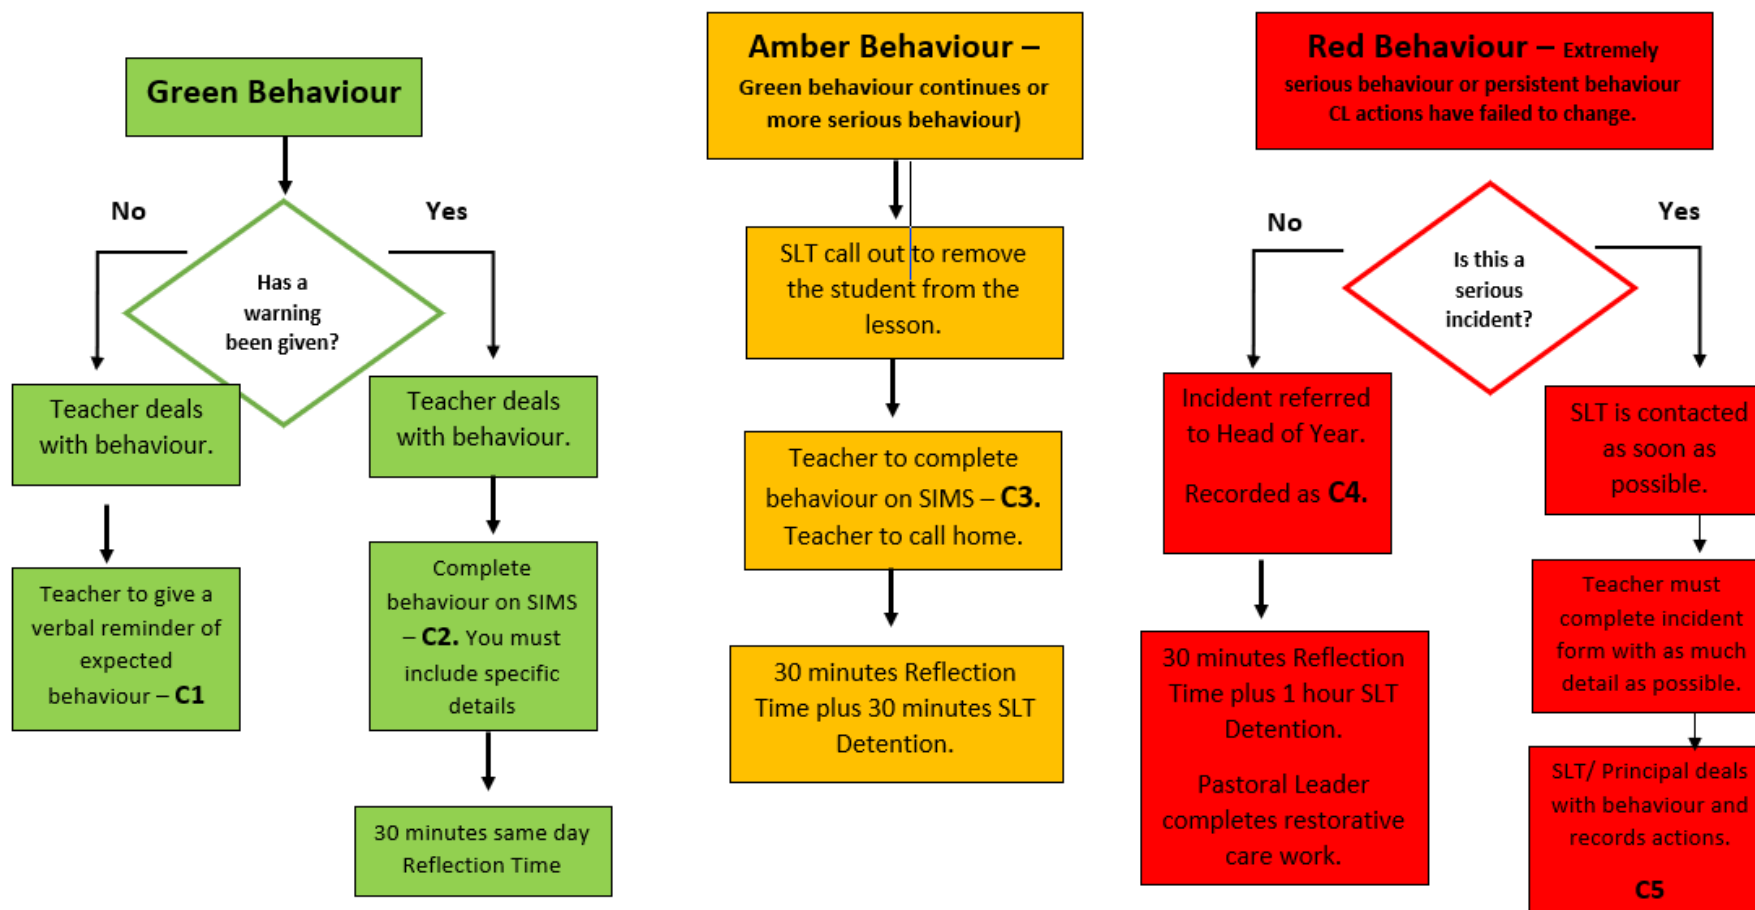 Green Behaviour
No
Yes
Has a
warning
been given?
Teacher deals
with behaviour.
Teacher to give a
verbal reminder of
expected
behaviour – C1
Teacher deals
with behaviour.
Complete
behaviour on SIMS
– C2. You must
include specific
details
30 minutes same day
Reflection Time
Amber Behaviour –
Green behaviour continues or
more serious behaviour)
SLT call out to remove
the student from the
lesson.
Teacher to complete
behaviour on SIMS – C3.
Teacher to call home.
30 minutes Reflection
Time plus 30 minutes SLT
Detention.
Red Behaviour – Extremely
serious behaviour or persistent behaviour
CL actions have failed to change.
No
Yes
Is this a
serious
incident?
Incident referred
to Head of Year.
Recorded as C4.
30 minutes Reflection
Time plus 1 hour SLT
Detention.
Pastoral Leader
completes restorative
care work.
SLT is contacted
as soon as
possible.
Teacher must
complete incident
form with as much
detail as possible.
SLT/ Principal deals
with behaviour and
records actions.
C5